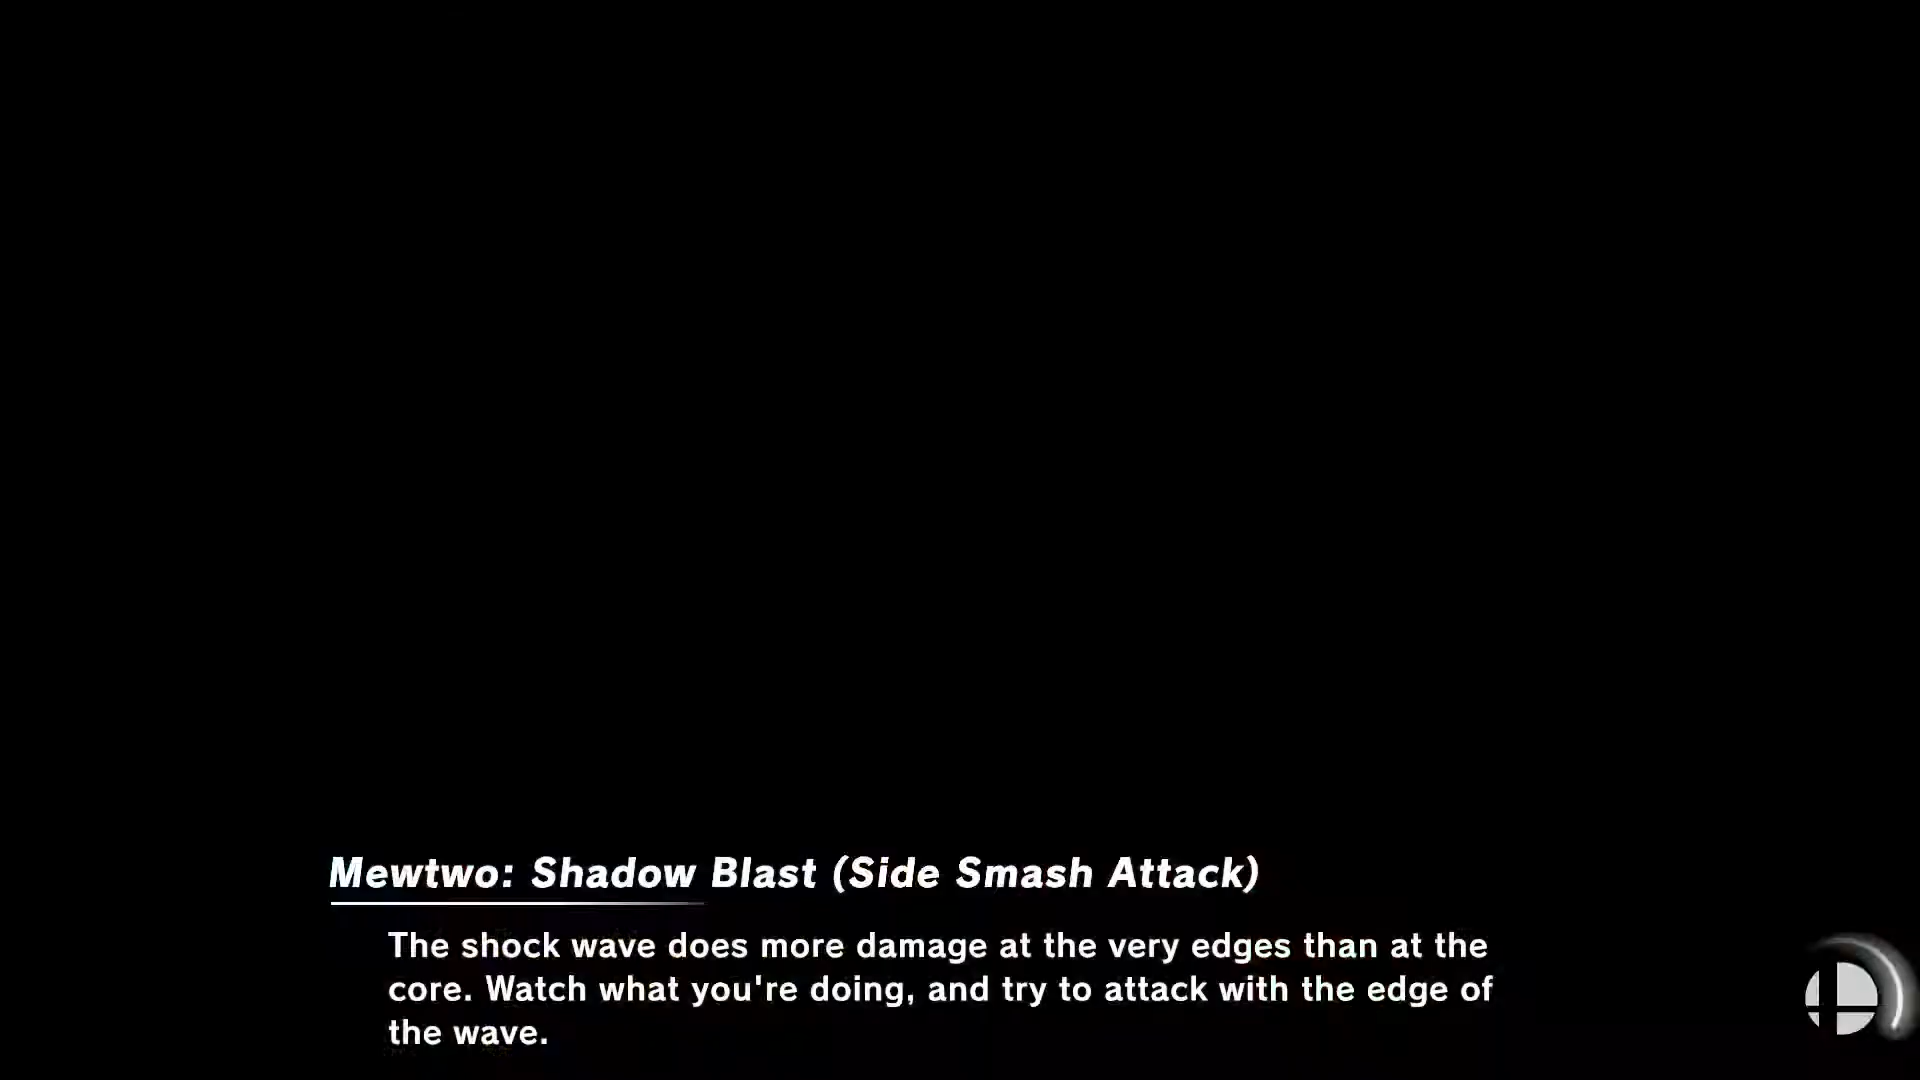 Mewtwo: Shadow Blast (Side Smash Attack)
The shock wave does more damage at the very edges than at the
core. Watch what you're doing, and try to attack with the edge of
the wave.